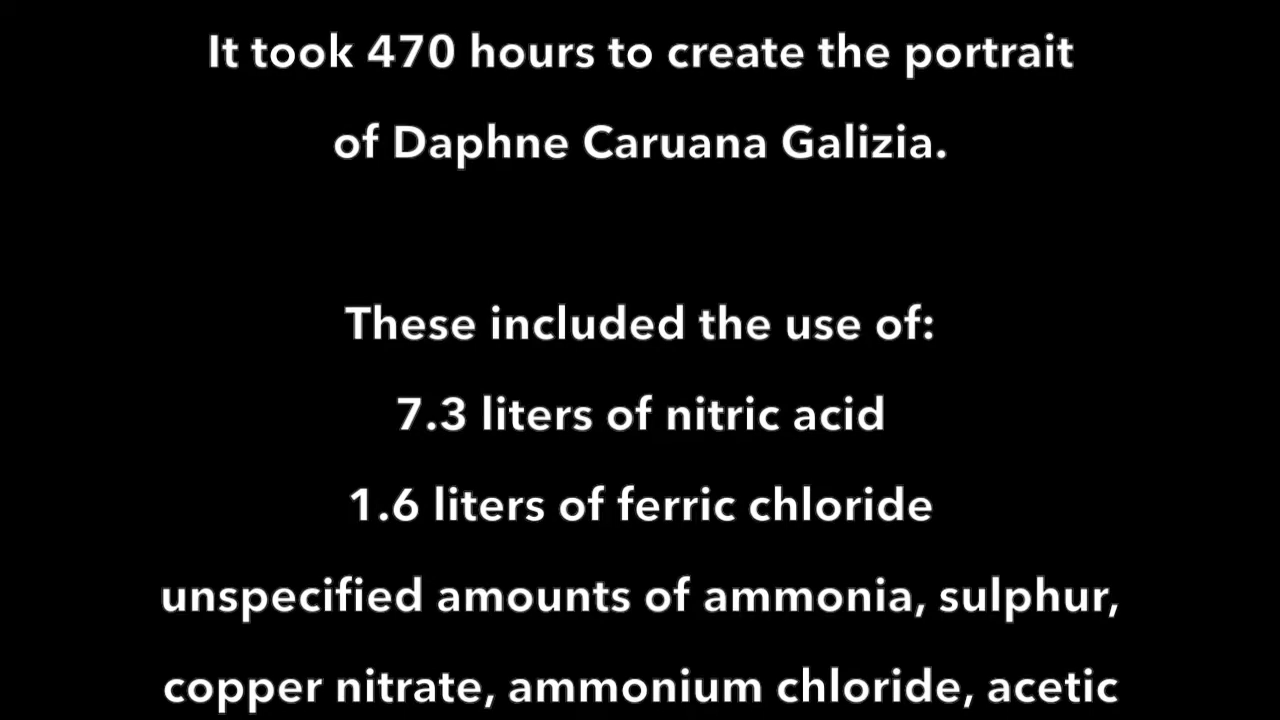 It took 470 hours to create the portrait
of Daphne Caruana Galizia.
These included the use of:
7.3 liters of nitric acid
1.6 liters of ferric chloride
unspecified amounts of ammonia, sulphur,
copper nitrate, ammonium chloride, acetic